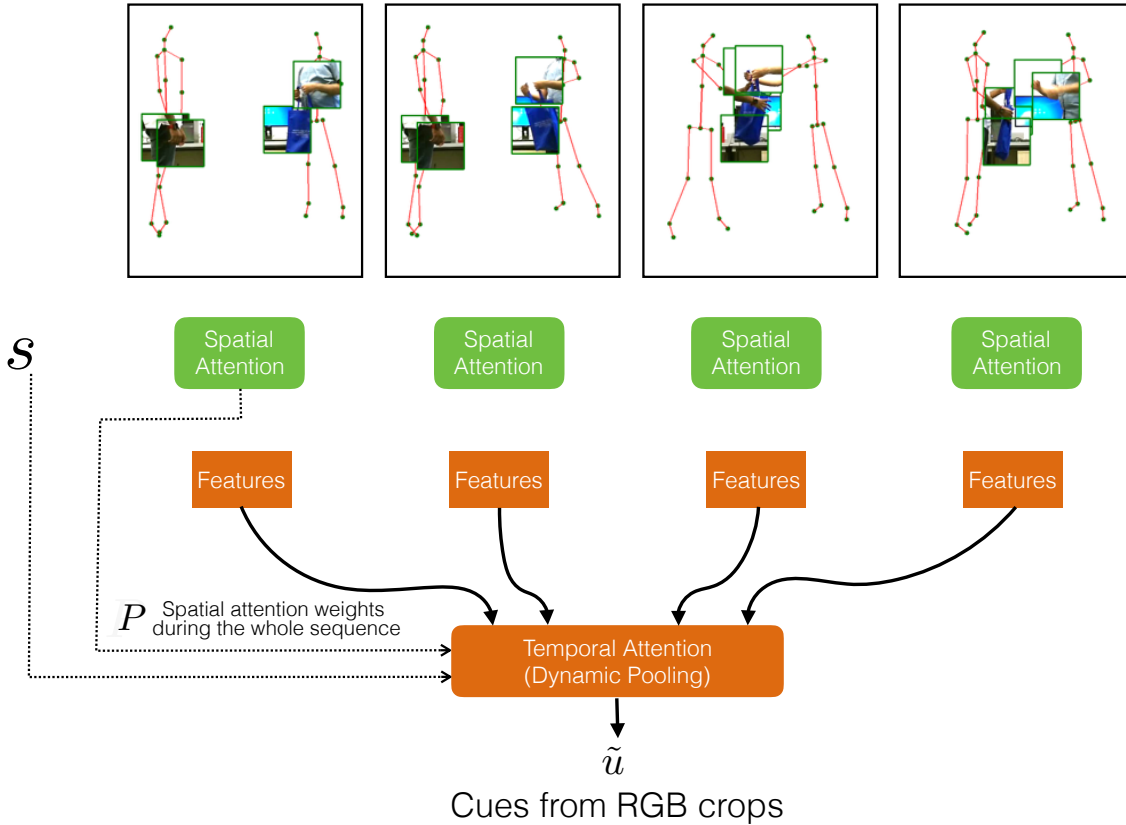 Spatial
Attention
Spatial
Attention
Spatial
Attention
Spatial
Attention
s
Features
Features
Features
Features
P
Spatial attention weights
during the whole sequence
Temporal Attention
(Dynamic Pooling)
ũ
Cues from RGB crops